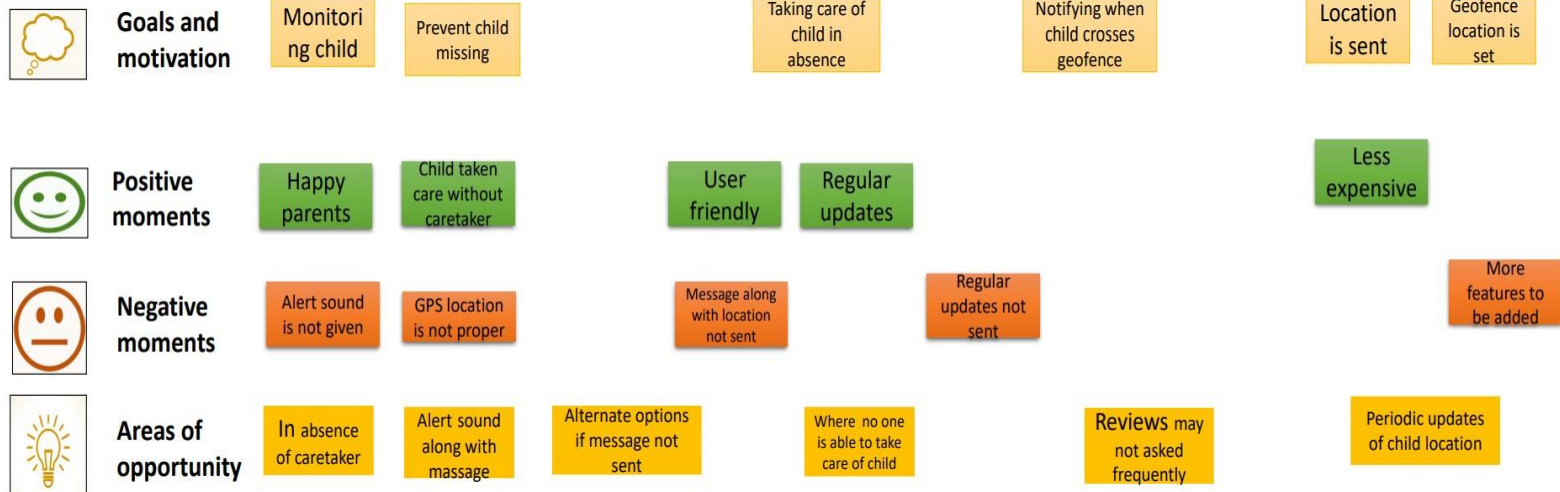 Goals and
motivation
Monitori
ng child
Prevent child
missing
Taking care of
child in
absence
Notifying when
child crosses
geofence
Location
is sent
Geofence
location is
set
Positive
moments
Happy
parents
Child taken
care without
caretaker
User
friendly
Regular
updates
Less
expensive
Negative
moments
Alert sound
is not given
GPS location
is not proper
Message along
with location
not sent
Regular
updates not
sent
More
features to
be added
Areas of
opportunity
In absence
of caretaker
Alert sound
along with
massage
Alternate options
if message not
sent
Where no one
is able to take
care of child
Reviews may
not asked
frequently
Periodic updates
of child location